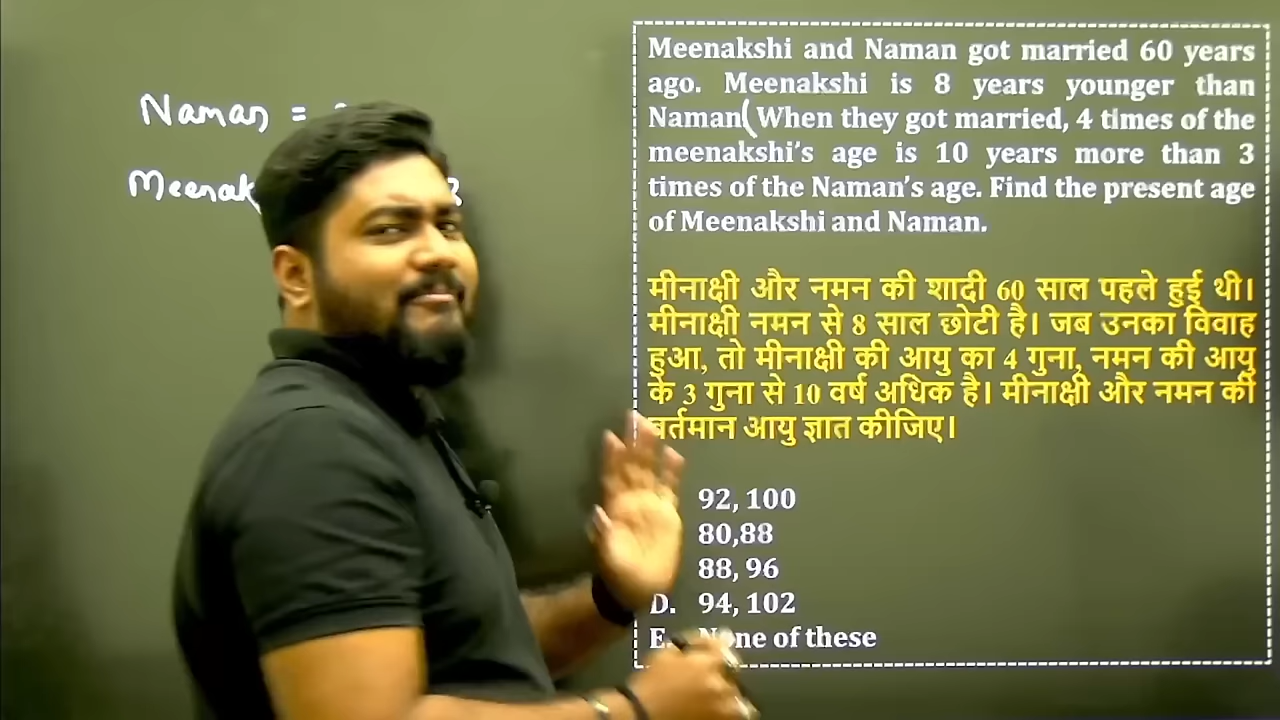 Naman =
Meenak
Meenakshi and Naman got married 60 years
ago. Meenakshi is 8 years younger than
Naman(When they got married, 4 times of the
meenakshi's age is 10 years more than 3
times of the Naman's age. Find the present age
of Meenakshi and Naman.
मीनाक्षी और नमन की शादी 60 साल पहले हुई थी।
मीनाक्षी नमन से 8 साल छोटी है। जब उनका विवाह
हुआ, तो मीनाक्षी की आयु का 4 गुना, नमन की आयु
के 3 गुना से 10 वर्ष अधिक है। मीनाक्षी और नमन की
वर्तमान आयु ज्ञात कीजिए।
92, 100
80,88
88, 96
D. 94, 102
E. None of these